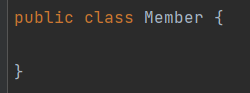 public class Member {
}